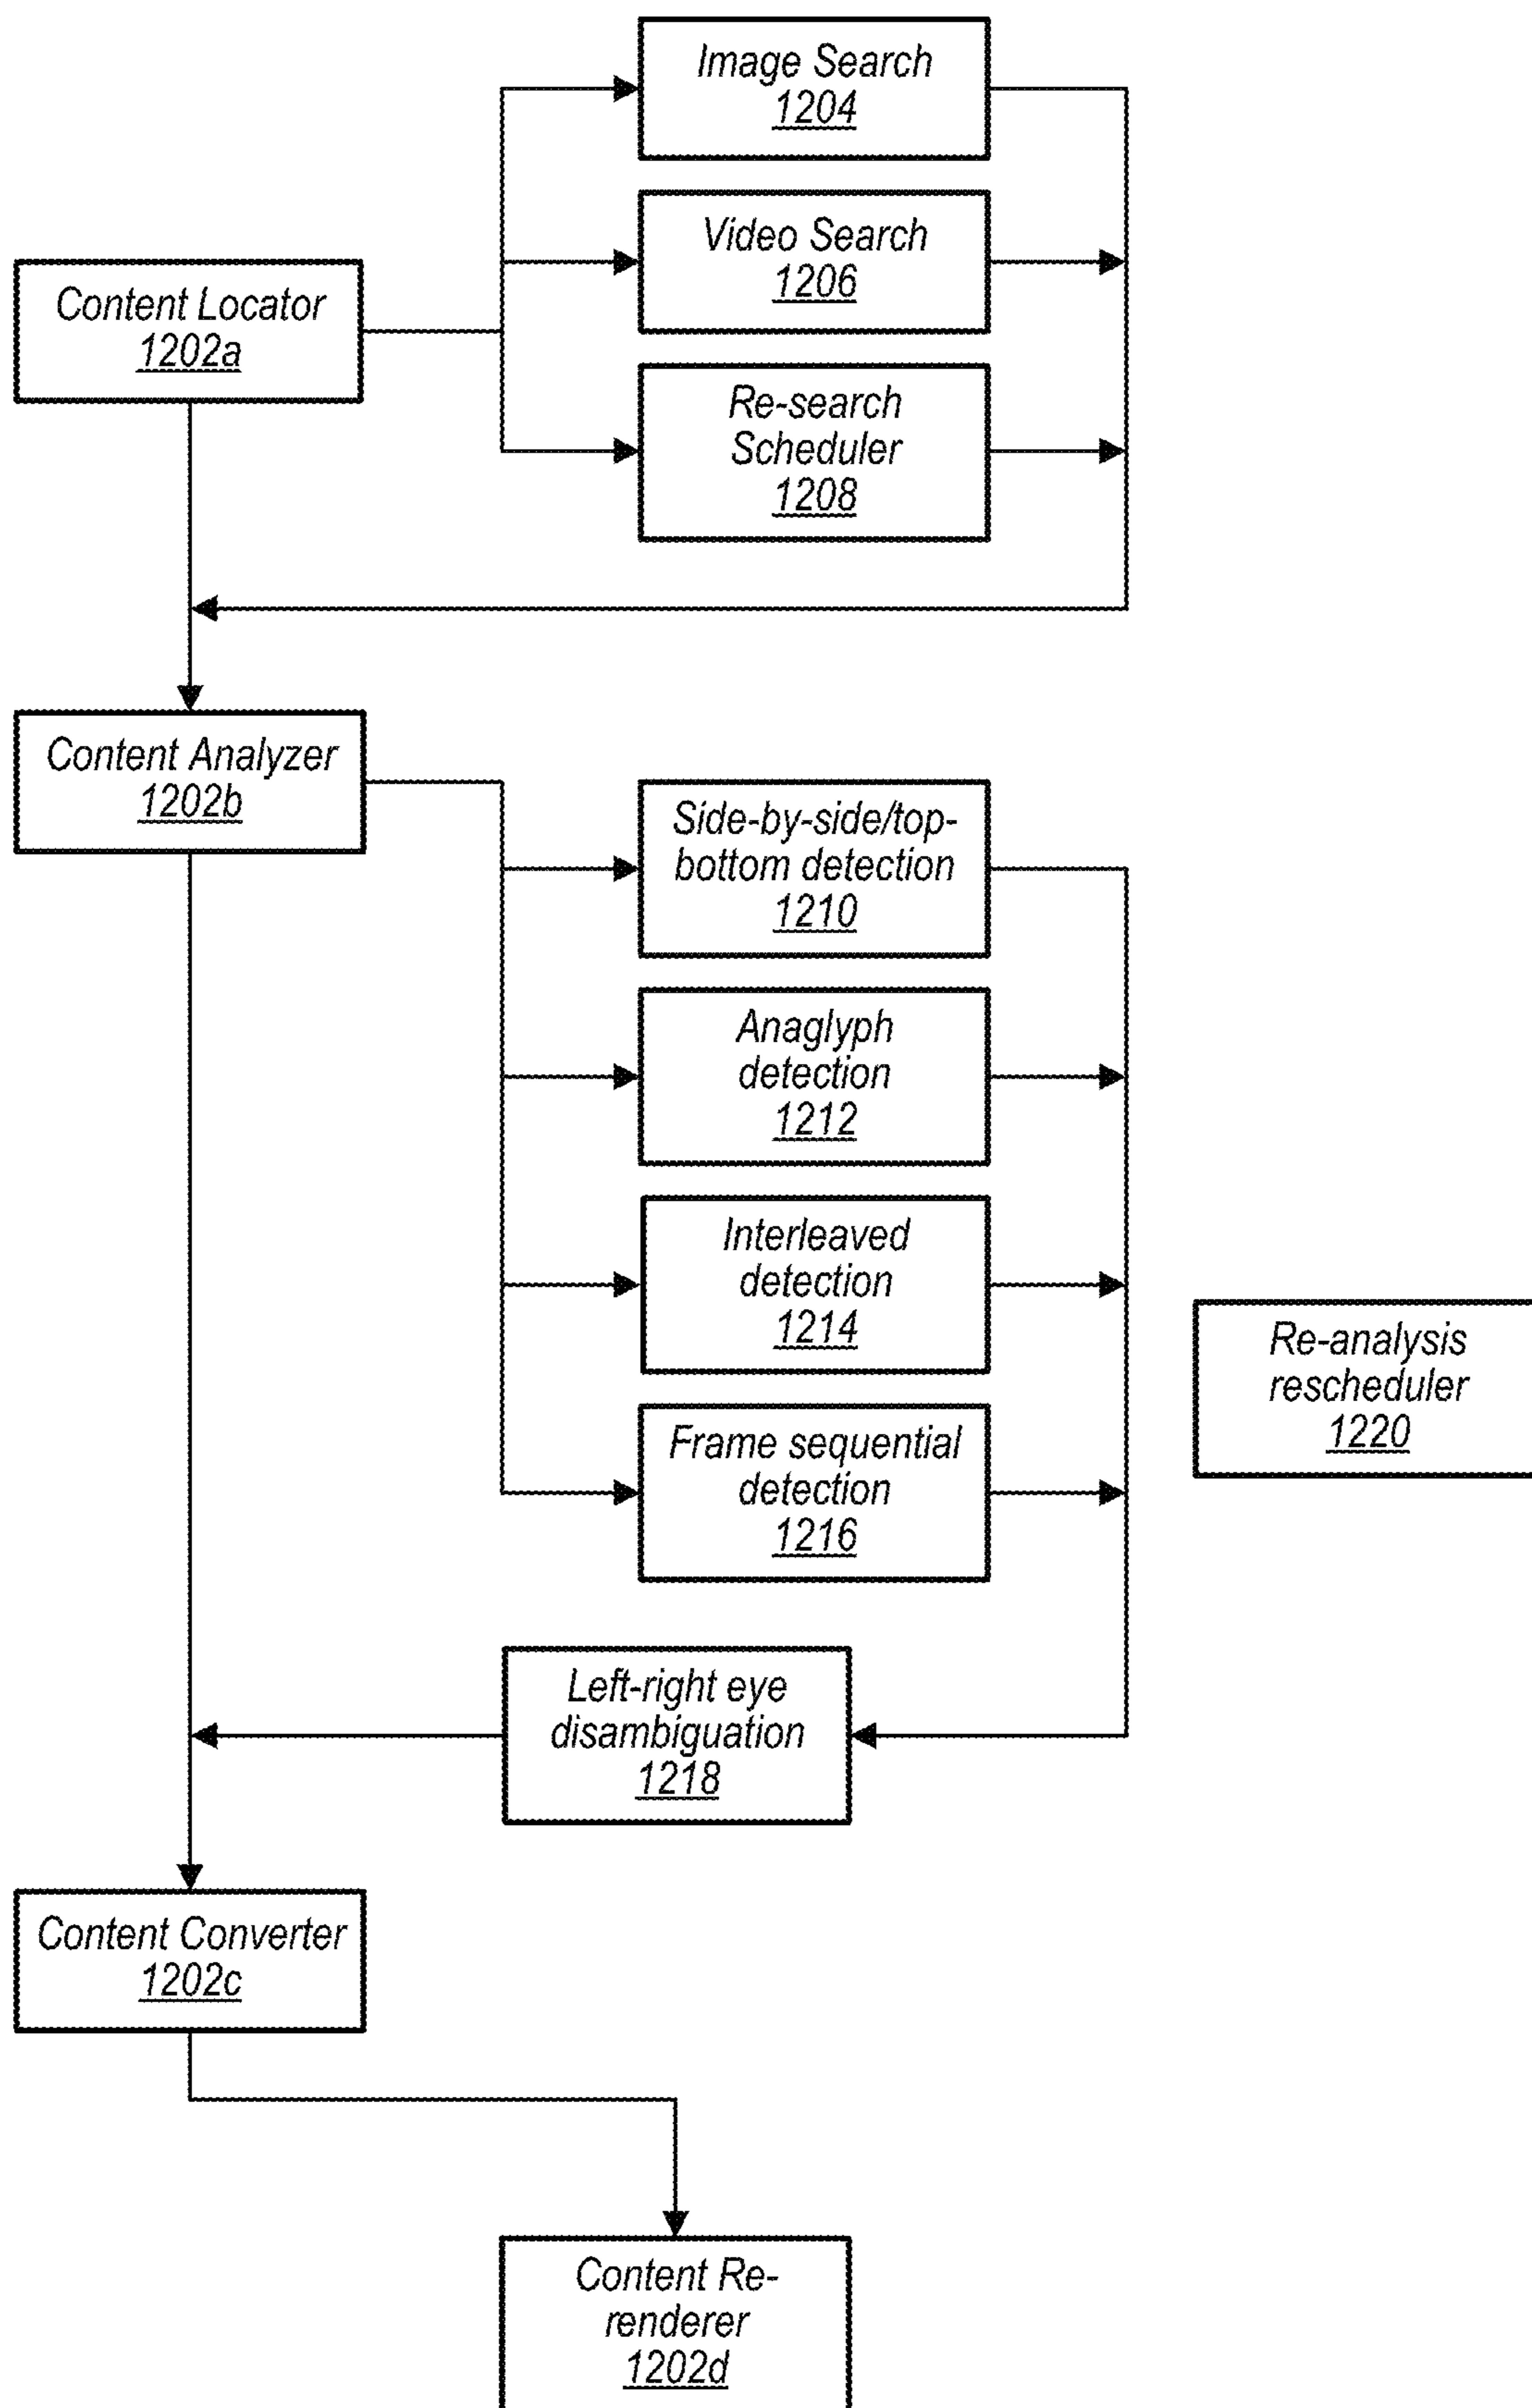 Image Search
1204
Video Search
1206
Content Locator
1202a
Re-search
Scheduler
1208
Content Analyzer
1202b
Side-by-side/top-
bottom detection
1210
Anaglyph
detection
1212
Interleaved
detection
1214
Re-analysis
rescheduler
1220
Frame sequential
detection
1216
Left-right eye
disambiguation
1218
Content Converter
1202c
Content Re-
renderer
1202d